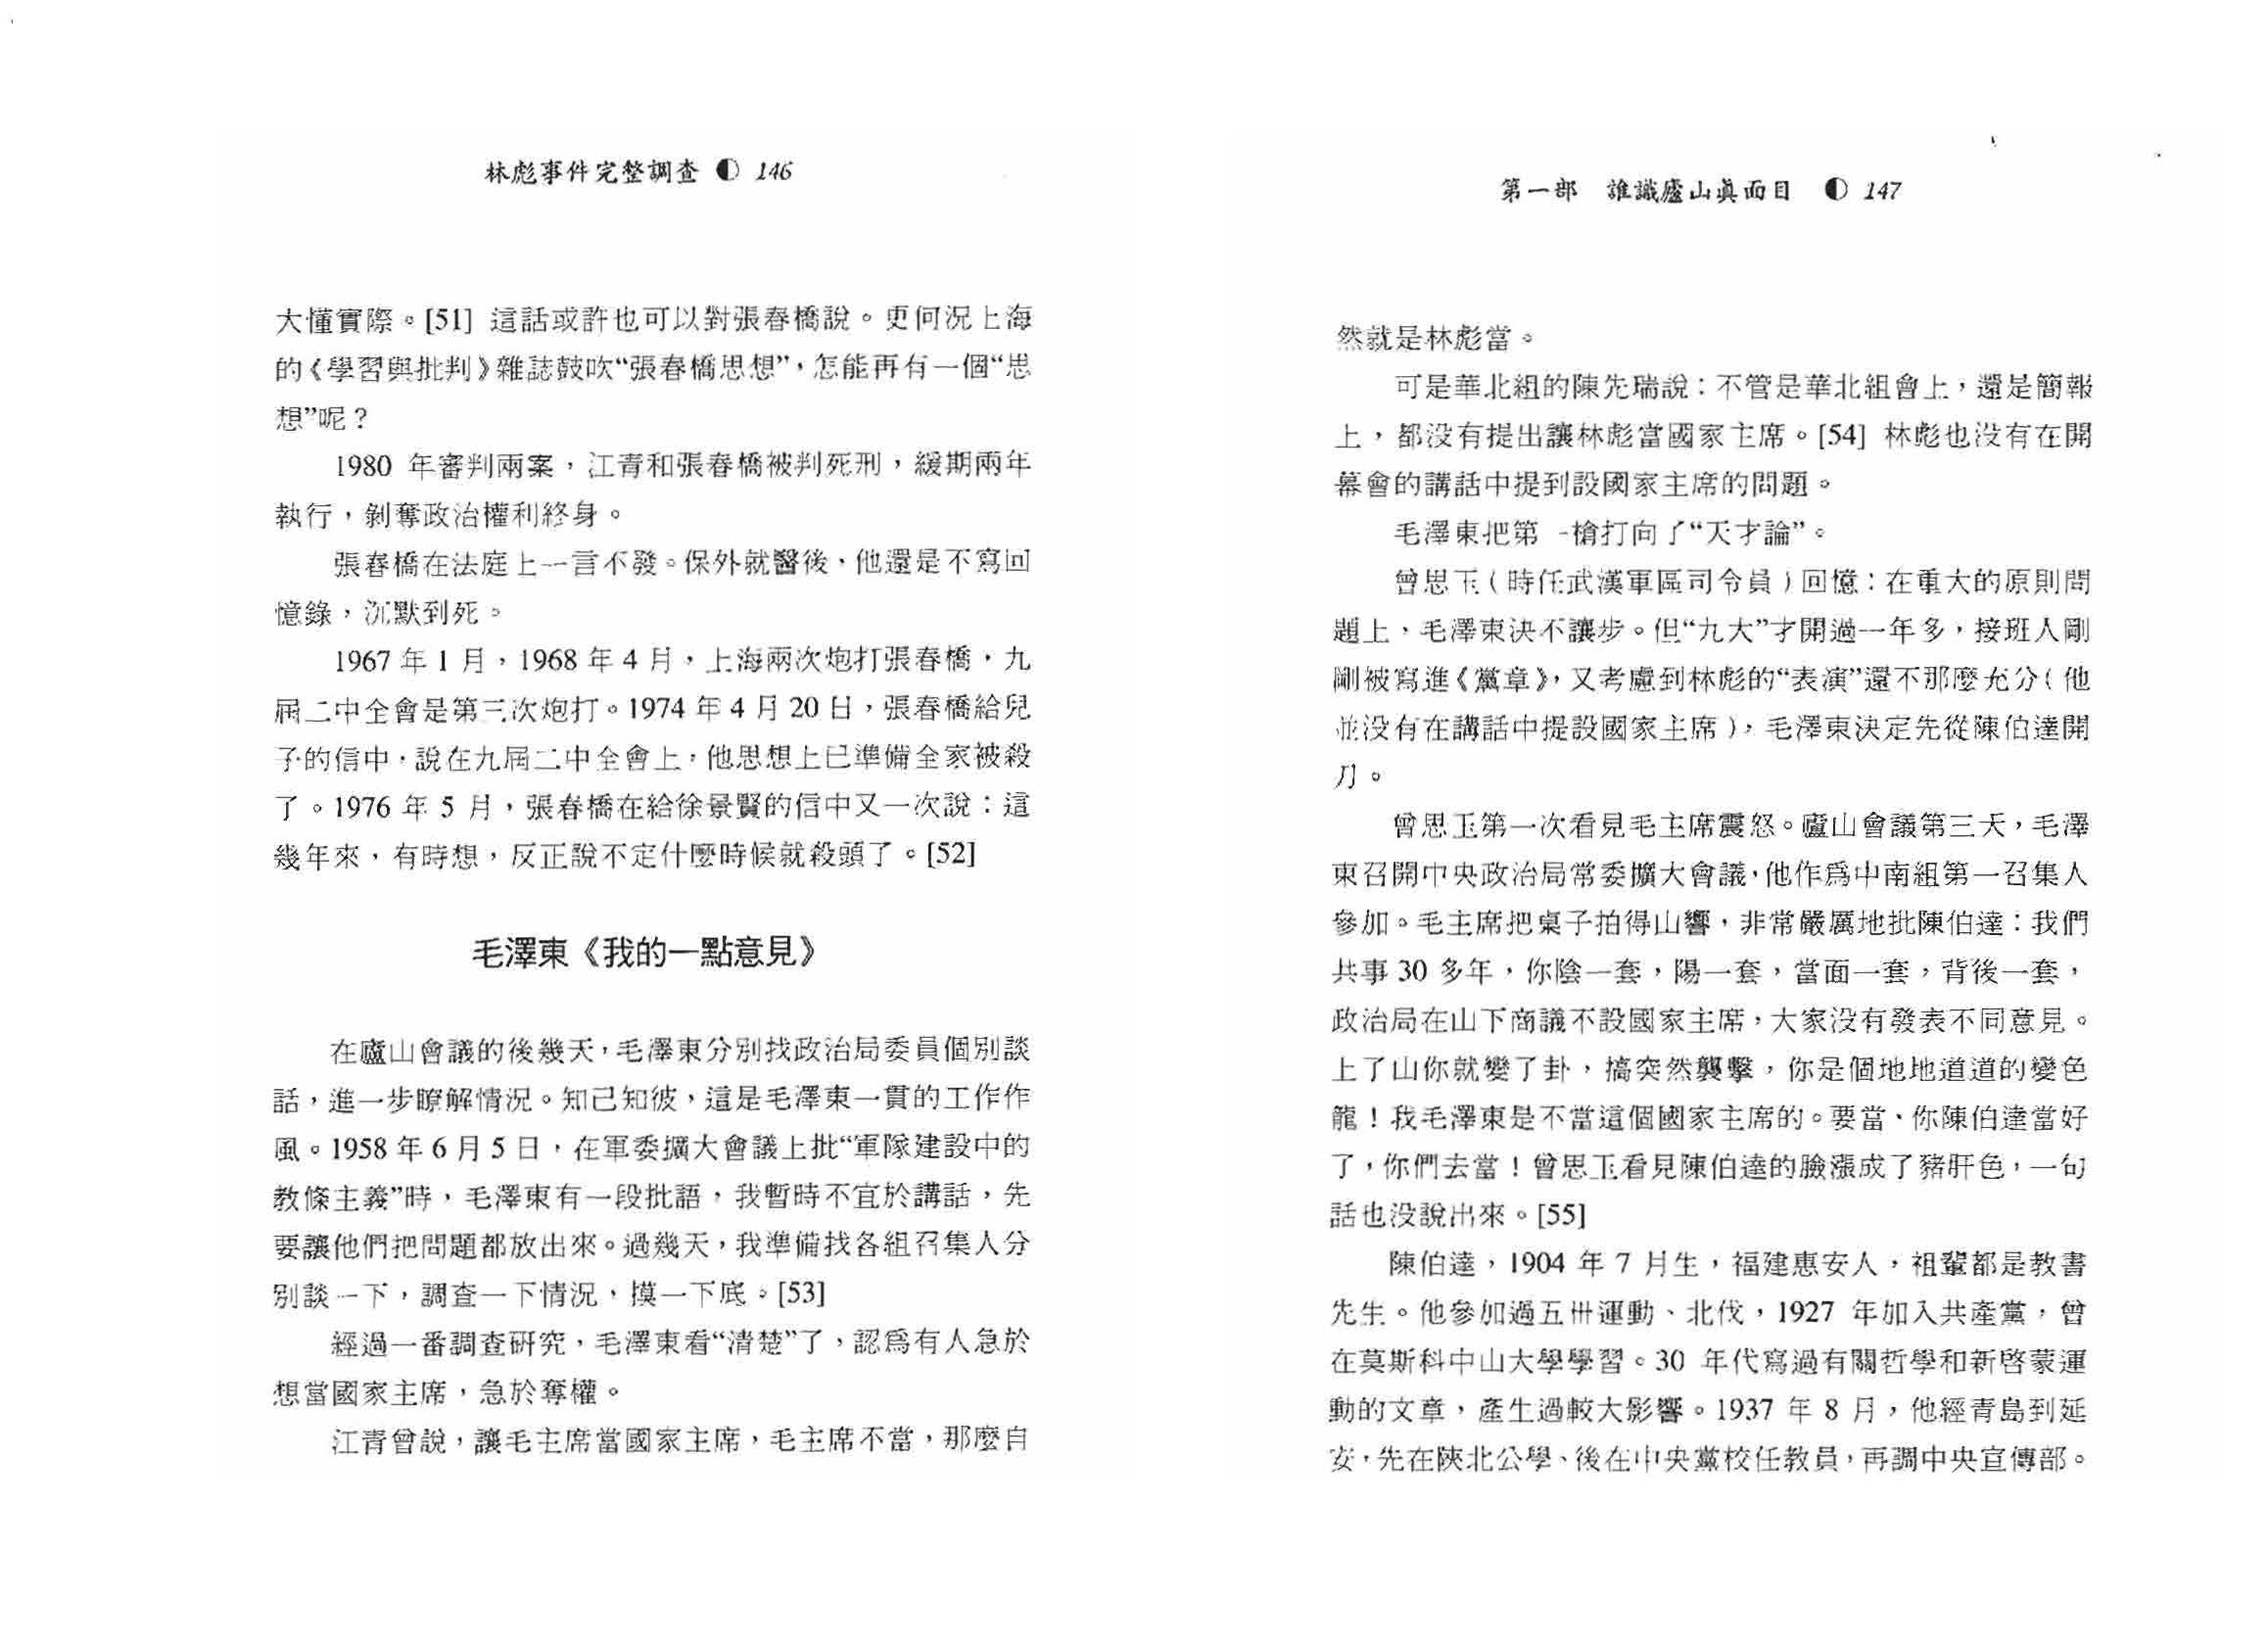 林彪事件完整調查 ◐ 146
大懂實際。[51] 這話或許也可以對張春橋說。更何況上海
的《學習與批判》雜誌鼓吹“張春橋思想”，怎能再有一個“思
想”呢？
1980 年審判兩案，江青和張春橋被判死刑，緩期兩年
執行，剝奪政治權利終身。
張春橋在法庭上一言不發。保外就醫後，他還是不寫回
憶錄，沉默到死。
1967 年 1 月，1968 年 4 月，上海兩次炮打張春橋，九
屆二中全會是第三次炮打。1974 年 4 月 20 日，張春橋給兒
子的信中，說在九屆二中全會上，他思想上已準備全家被殺
了。1976 年 5 月，張春橋在給徐景賢的信中又一次說：這
幾年來，有時想，反正說不定什麼時候就殺頭了。[52]
毛澤東《我的一點意見》
在廬山會議的後幾天，毛澤東分別找政治局委員個別談
話，進一步瞭解情況。知己知彼，這是毛澤東一貫的工作作
風。1958 年 6 月 5 日，在軍委擴大會議上批“軍隊建設中的
教條主義”時，毛澤東有一段批語，我暫時不宜於講話，先
要讓他們把問題都放出來。過幾天，我準備找各組召集人分
別談一下，調查一下情況，摸一下底。[53]
經過一番調查研究，毛澤東看“清楚”了，認爲有人急於
想當國家主席，急於奪權。
江青曾說，讓毛主席當國家主席，毛主席不當，那麼自
第一部 誰識廬山眞面目 ◐ 147
然就是林彪當。
可是華北組的陳先瑞說：不管是華北組會上，還是簡報
上，都没有提出讓林彪當國家主席。[54] 林彪也没有在開
幕會的講話中提到設國家主席的問題。
毛澤東把第一槍打向了“天才論”。
曾思玉（時任武漢軍區司令員）回憶：在重大的原則問
題上，毛澤東決不讓步。但“九大”才開過一年多，接班人剛
剛被寫進《黨章》，又考慮到林彪的“表演”還不那麼充分（他
並没有在講話中提設國家主席），毛澤東決定先從陳伯達開
刀。
曾思玉第一次看見毛主席震怒。廬山會議第三天，毛澤
東召開中央政治局常委擴大會議，他作爲中南組第一召集人
參加。毛主席把桌子拍得山響，非常嚴厲地批陳伯達：我們
共事 30 多年，你陰一套，陽一套，當面一套，背後一套，
政治局在山下商議不設國家主席，大家没有發表不同意見。
上了山你就變了卦，搞突然襲擊，你是個地地道道的變色
龍！我毛澤東是不當這個國家主席的。要當、你陳伯達當好
了，你們去當！曾思玉看見陳伯達的臉漲成了豬肝色，一句
話也没說出來。[55]
陳伯達，1904 年 7 月生，福建惠安人，祖輩都是教書
先生。他參加過五卅運動、北伐，1927 年加入共產黨，曾
在莫斯科中山大學學習。30 年代寫過有關哲學和新啓蒙運
動的文章，產生過較大影響。1937 年 8 月，他經青島到延
安，先在陝北公學、後在中央黨校任教員，再調中央宣傳部。